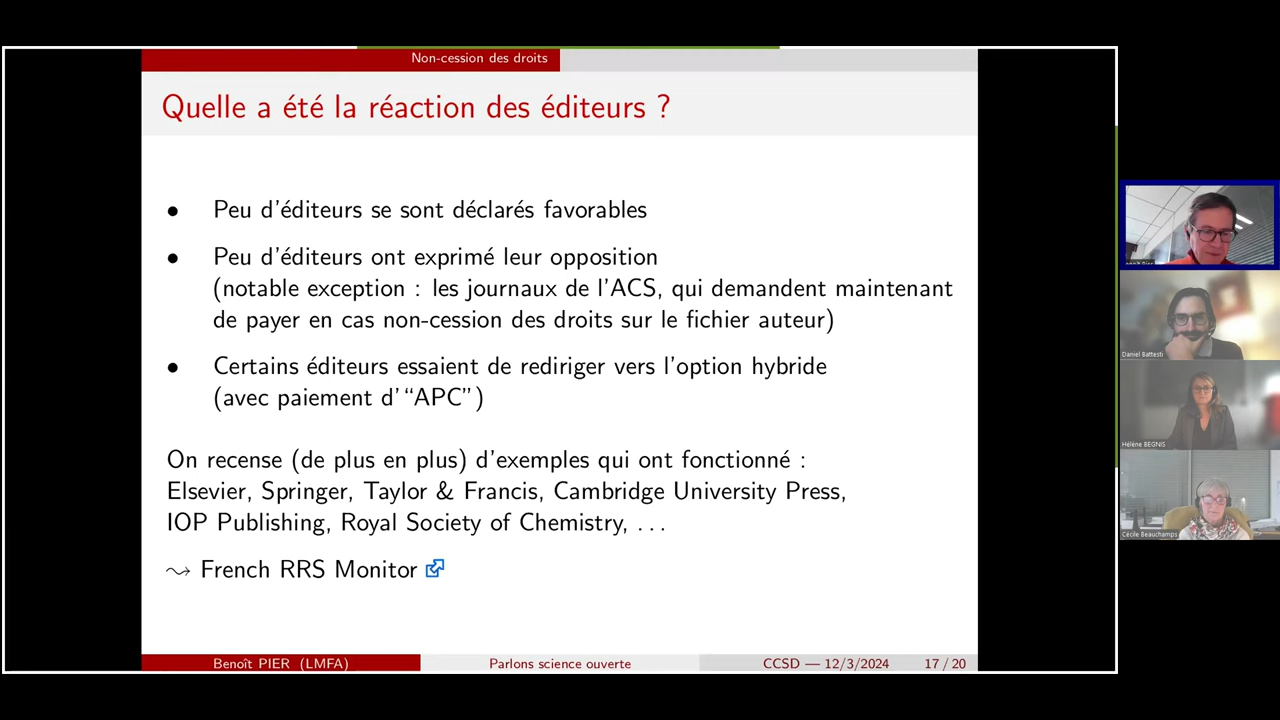 Non-cession des droits
Quelle a été la réaction des éditeurs ?
• Peu d'éditeurs se sont déclarés favorables
• Peu d'éditeurs ont exprimé leur opposition
(notable exception : les journaux de l'ACS, qui demandent maintenant
de payer en cas non-cession des droits sur le fichier auteur)
• Certains éditeurs essaient de rediriger vers l'option hybride
(avec paiement d'“APC”)
On recense (de plus en plus) d'exemples qui ont fonctionné :
Elsevier, Springer, Taylor & Francis, Cambridge University Press,
IOP Publishing, Royal Society of Chemistry, ...
⇝ French RRS Monitor
Benoît PIER (LMFA) Parlons science ouverte CCSD — 12/3/2024 17 / 20
Daniel Battesti
Hélène BEGNIS
Cécile Beauchamps